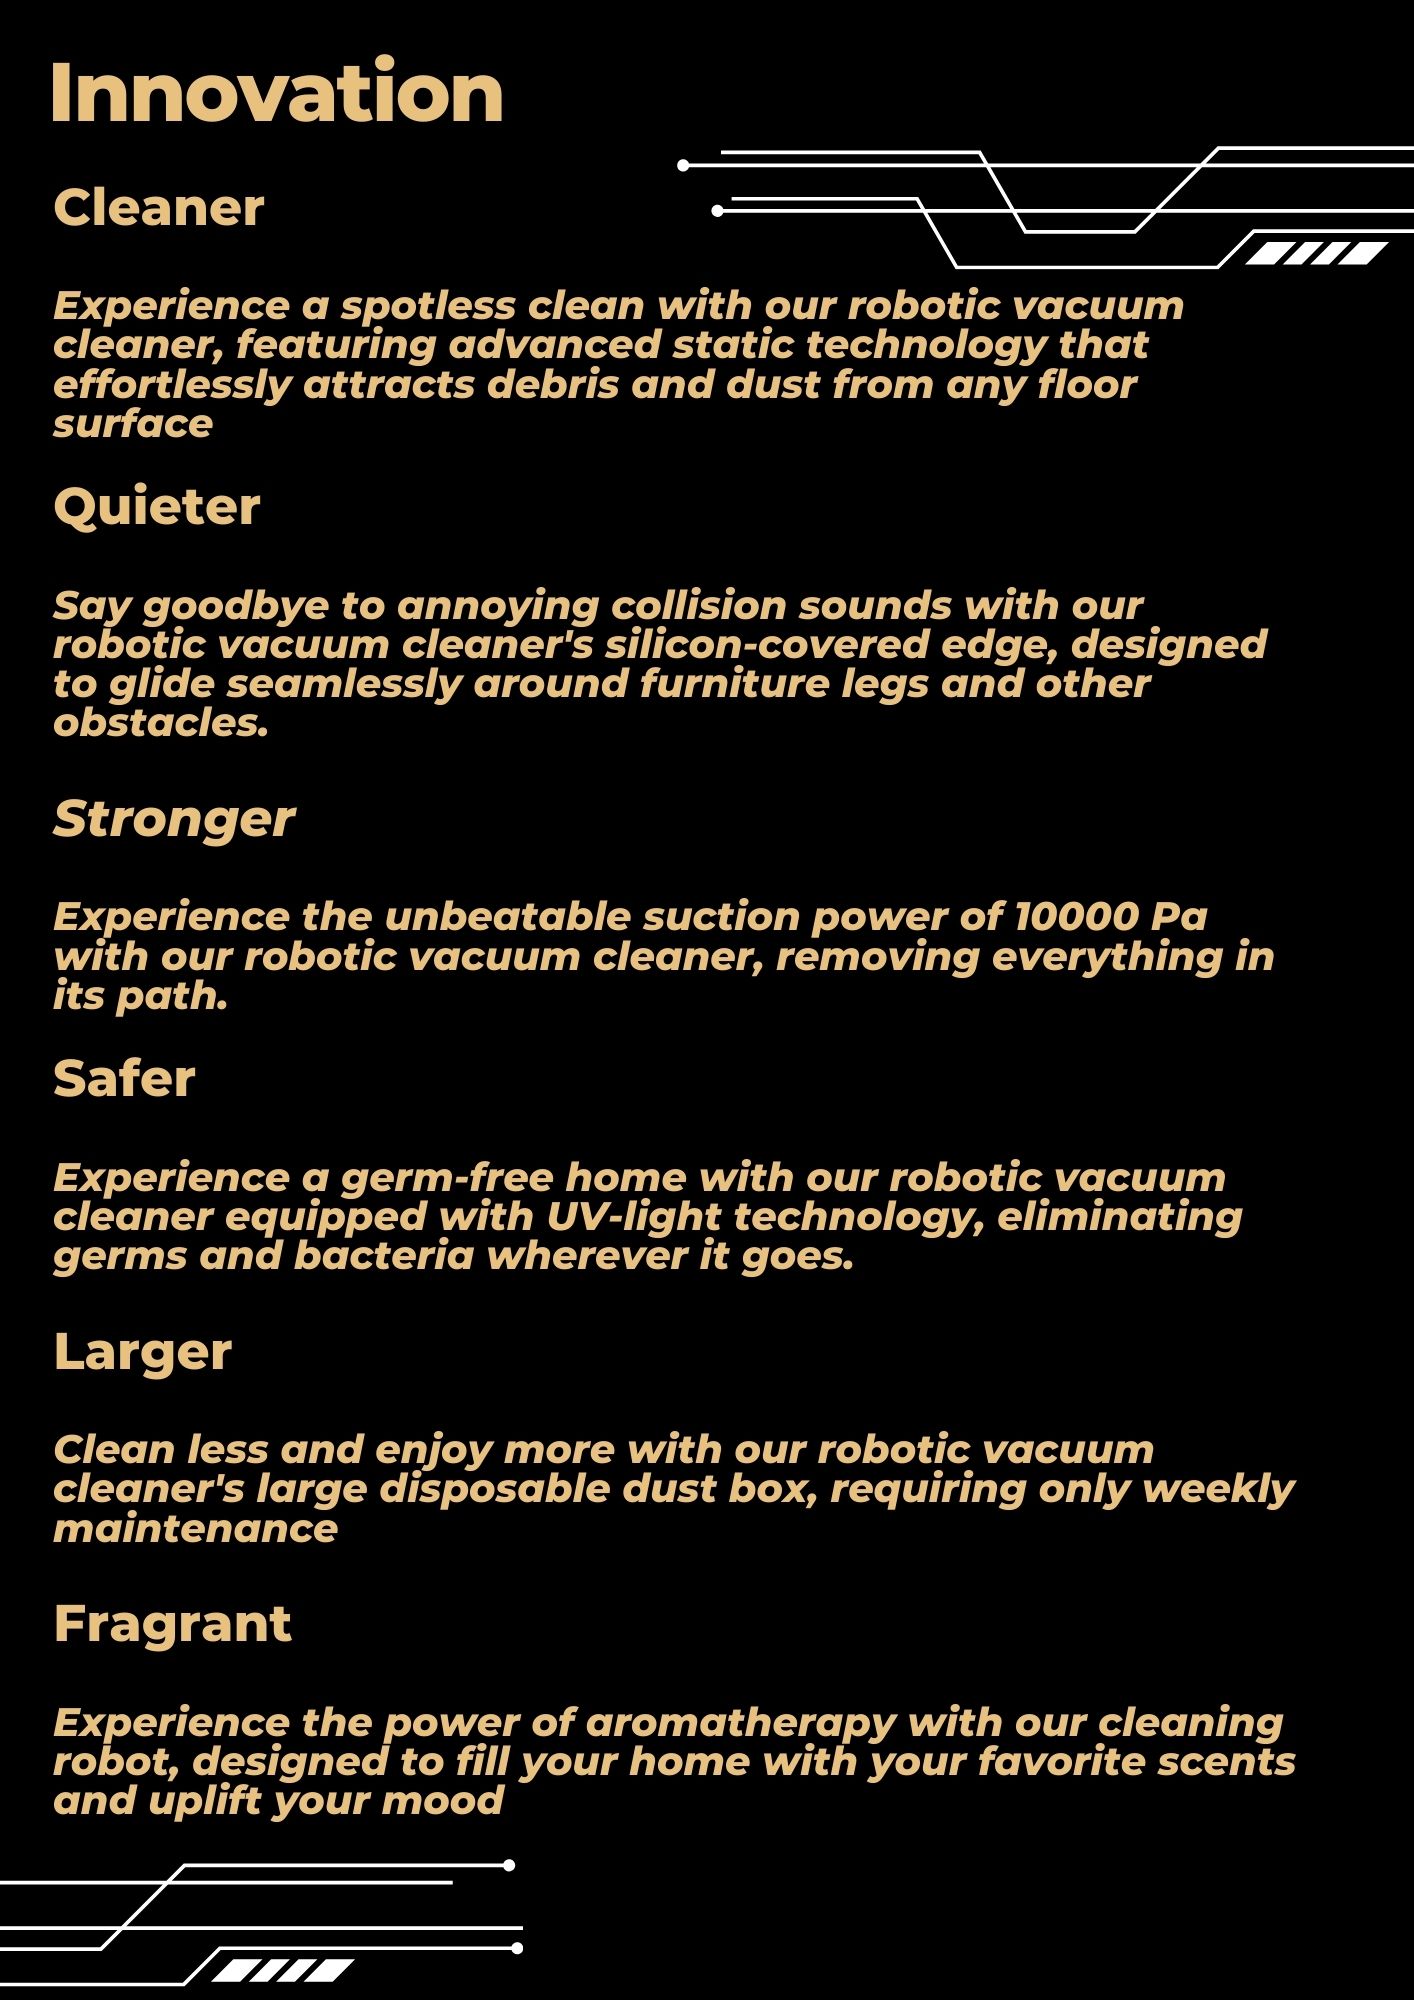 Innovation
Cleaner
Experience a spotless clean with our robotic vacuum
cleaner, featuring advanced static technology that
effortlessly attracts debris and dust from any floor
surface
Quieter
Say goodbye to annoying collision sounds with our
robotic vacuum cleaner's silicon-covered edge, designed
to glide seamlessly around furniture legs and other
obstacles.
Stronger
Experience the unbeatable suction power of 10000 Pa
with our robotic vacuum cleaner, removing everything in
its path.
Safer
Experience a germ-free home with our robotic vacuum
cleaner equipped with UV-light technology, eliminating
germs and bacteria wherever it goes.
Larger
Clean less and enjoy more with our robotic vacuum
cleaner's large disposable dust box, requiring only weekly
maintenance
Fragrant
Experience the power of aromatherapy with our cleaning
robot, designed to fill your home with your favorite scents
and uplift your mood